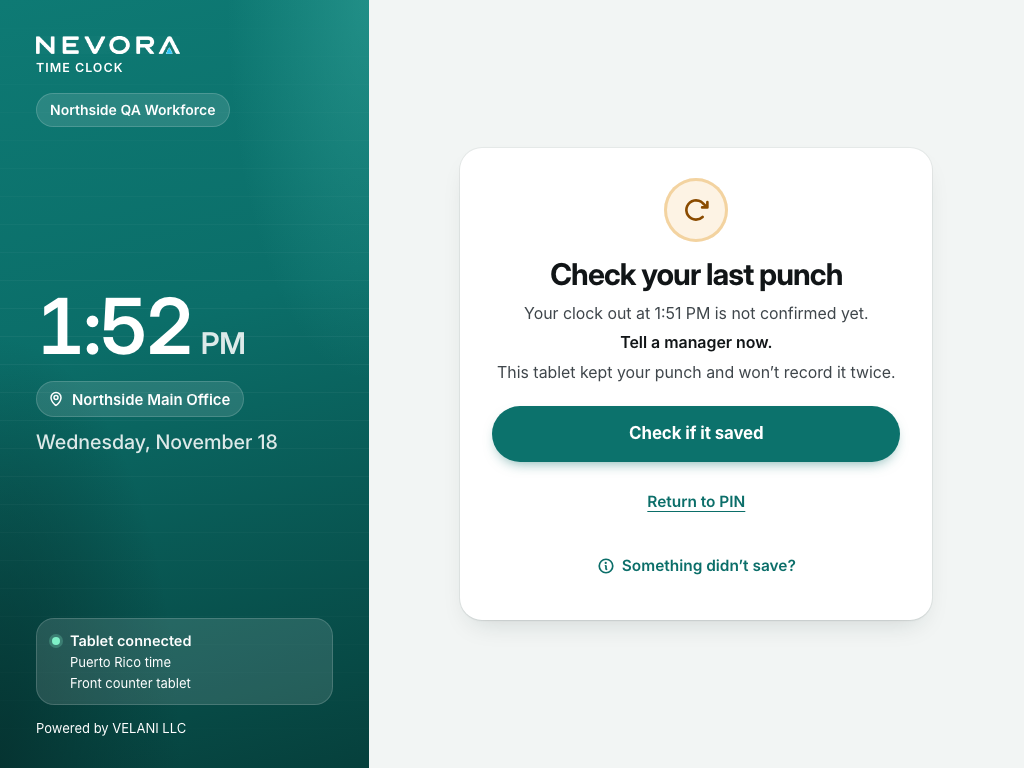 NEVORA
TIME CLOCK
Northside QA Workforce
1:52 PM
Northside Main Office
Wednesday, November 18
Tablet connected
Puerto Rico time
Front counter tablet
Powered by VELANI LLC
Check your last punch
Your clock out at 1:51 PM is not confirmed yet.
Tell a manager now.
This tablet kept your punch and won’t record it twice.
Check if it saved
Return to PIN
Something didn’t save?